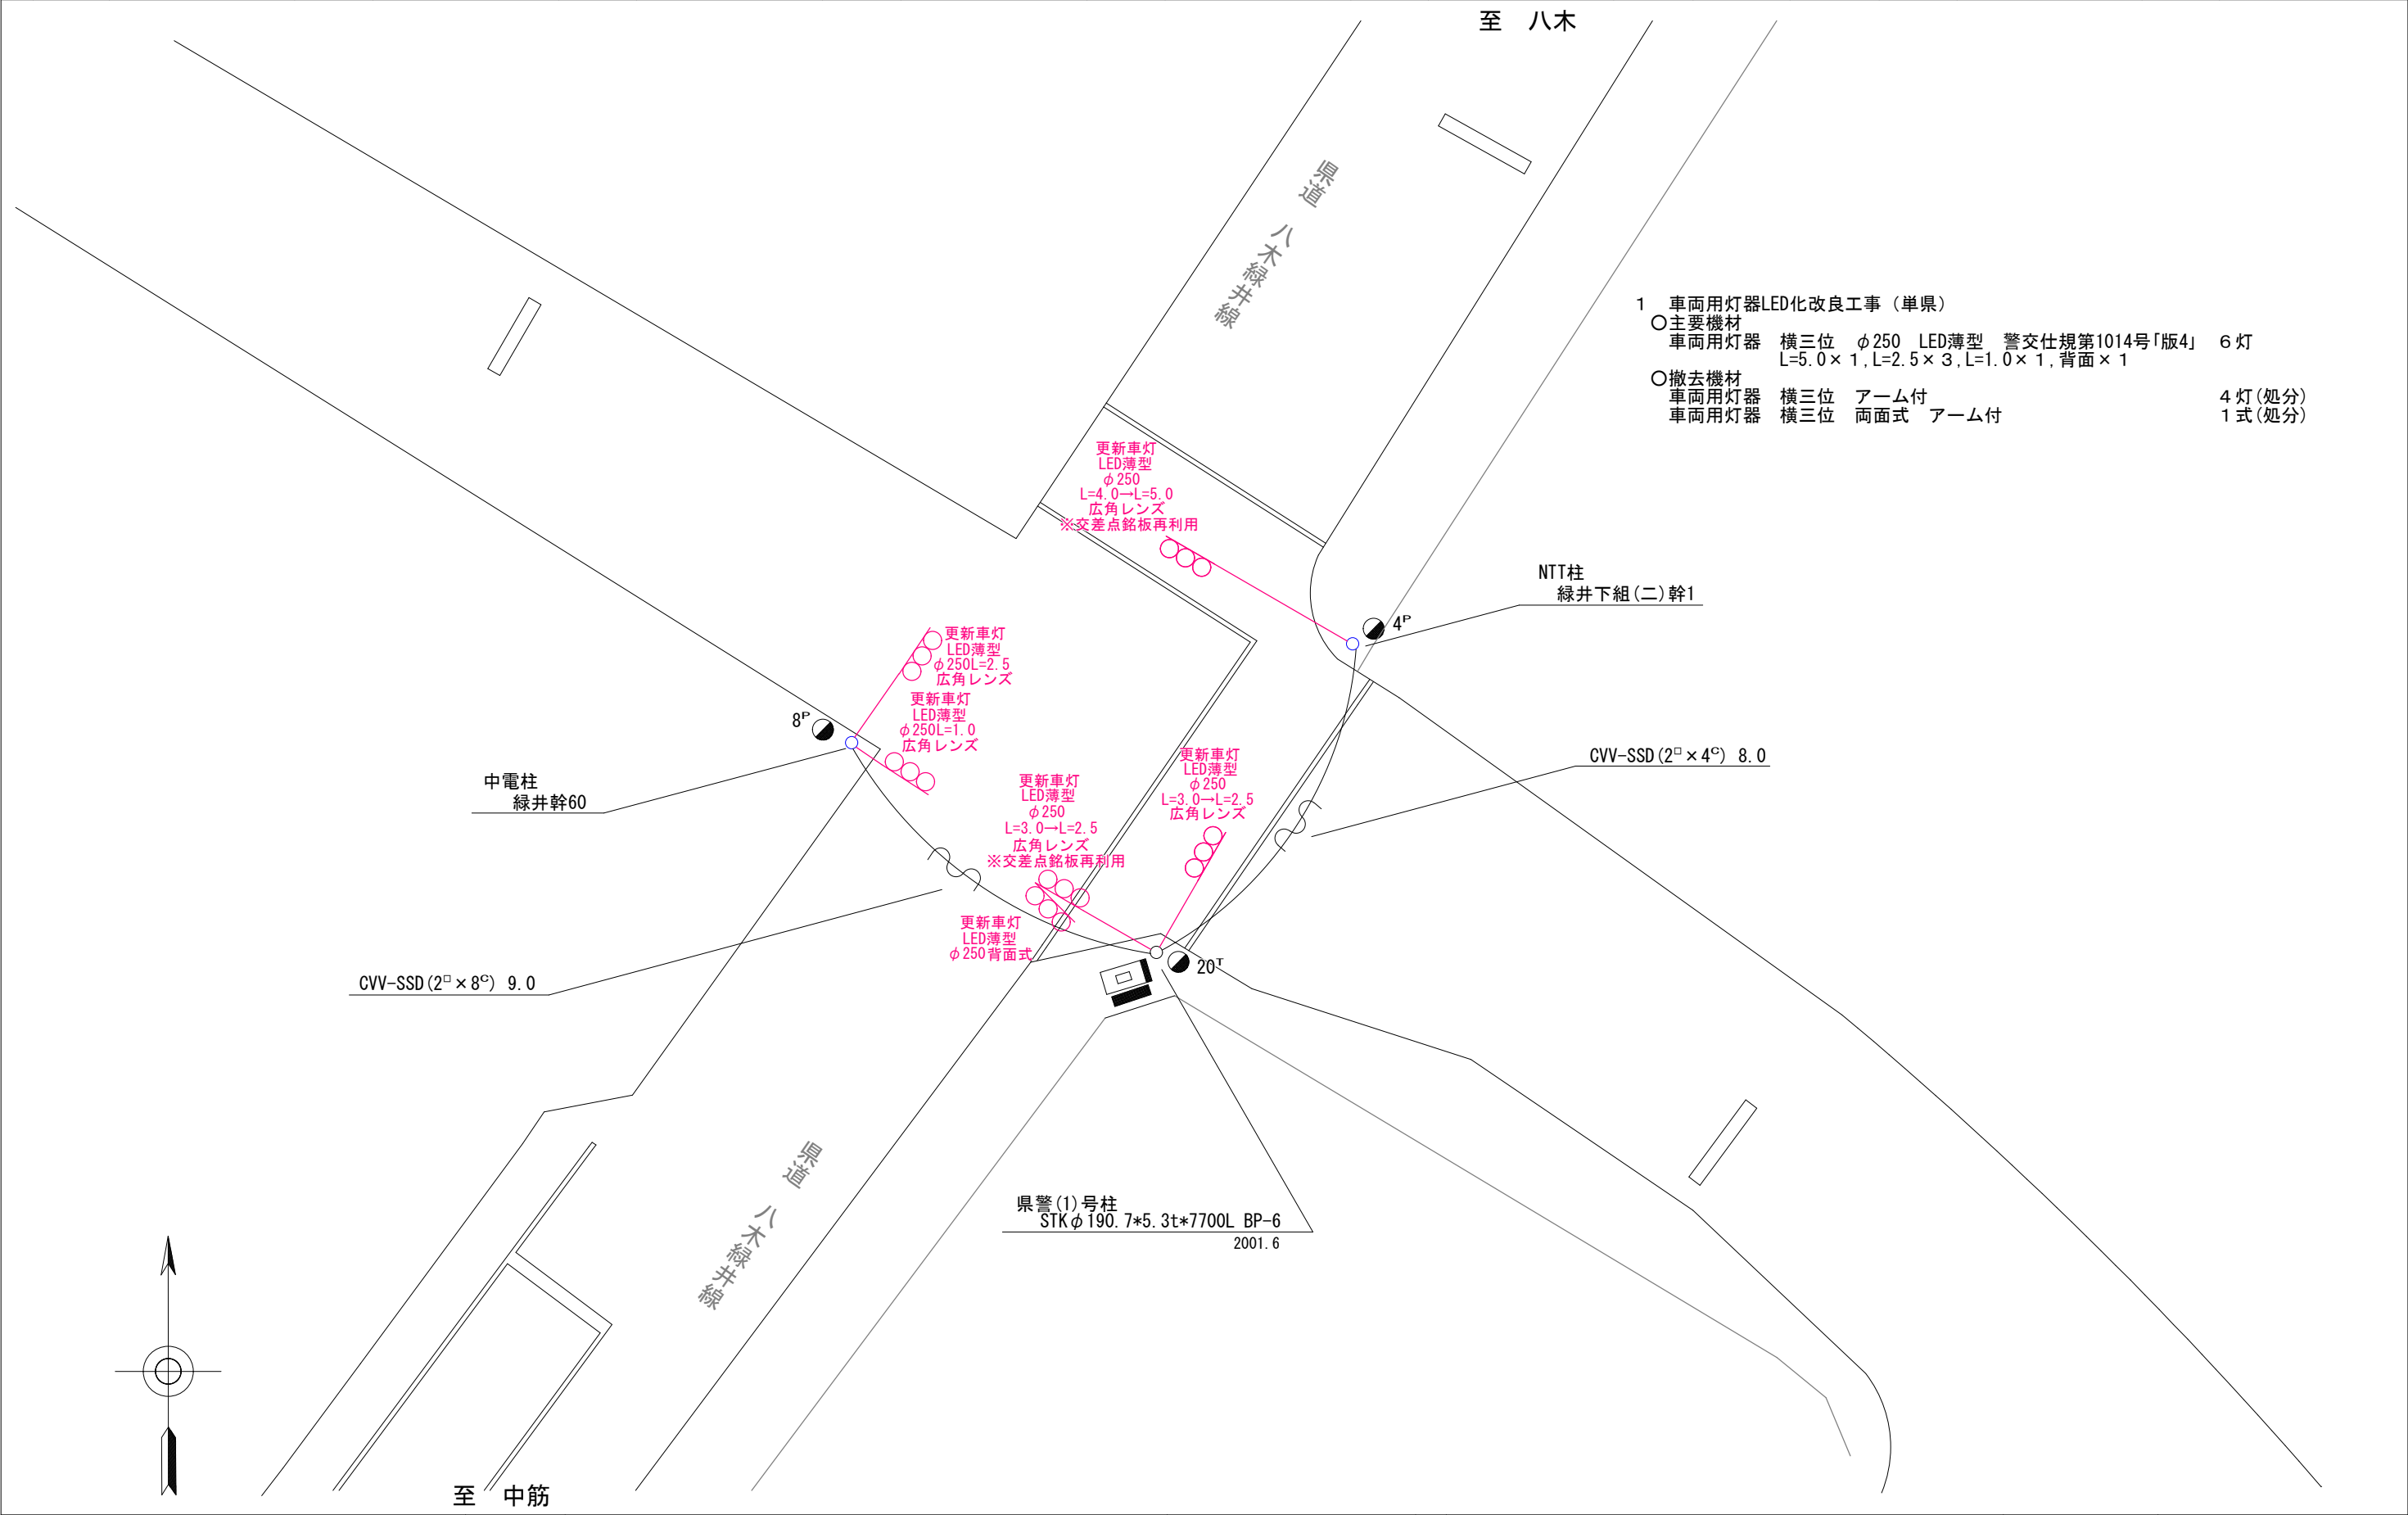 至　八木
県道　八木緑井線
1　車両用灯器LED化改良工事（単県）
○主要機材
車両用灯器　横三位　φ250　LED薄型　警交仕規第1014号「版4」　6灯
L=5.0×1,L=2.5×3,L=1.0×1,背面×1
○撤去機材
車両用灯器　横三位　アーム付　4灯(処分)
車両用灯器　横三位　両面式　アーム付　1式(処分)
更新車灯
LED薄型
φ250
L=4.0→L=5.0
広角レンズ
※交差点銘板再利用
NTT柱
緑井下組(二)幹1
4P
更新車灯
LED薄型
φ250L=2.5
広角レンズ
更新車灯
LED薄型
φ250L=1.0
広角レンズ
8P
中電柱
緑井幹60
更新車灯
LED薄型
φ250
L=3.0→L=2.5
広角レンズ
CVV-SSD(2□×4C) 8.0
更新車灯
LED薄型
φ250
L=3.0→L=2.5
広角レンズ
※交差点銘板再利用
更新車灯
LED薄型
φ250背面式
20T
CVV-SSD(2□×8C) 9.0
県道　八木緑井線
県警(1)号柱
STKφ190.7*5.3t*7700L BP-6
2001.6
至　中筋